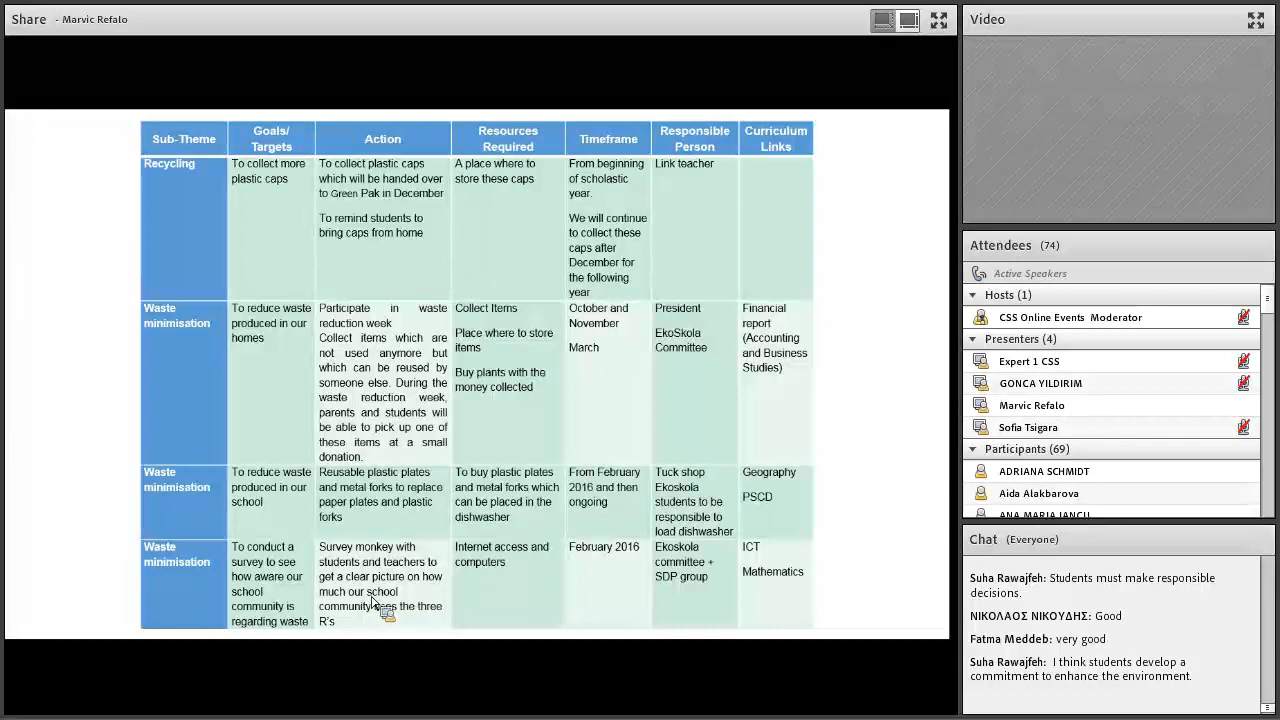 Share - Marvic Refalo
Sub-Theme
Goals/
Targets
Action
Resources
Required
Timeframe
Responsible
Person
Curriculum
Links
Recycling
To collect more
plastic caps
To collect plastic caps
which will be handed over
to Green Pak in December
To remind students to
bring caps from home
A place where to
store these caps
From beginning
of scholastic
year.
We will continue
to collect these
caps after
December for
the following
year
Link teacher
Waste
minimisation
To reduce waste
produced in our
homes
Participate in waste
reduction week
Collect items which are
not used anymore but
which can be reused by
someone else. During the
waste reduction week,
parents and students will
be able to pick up one of
these items at a small
donation.
Collect Items
Place where to store
items
Buy plants with the
money collected
October and
November
March
President
EkoSkola
Committee
Financial
report
(Accounting
and Business
Studies)
Waste
minimisation
To reduce waste
produced in our
school
Reusable plastic plates
and metal forks to replace
paper plates and plastic
forks
To buy plastic plates
and metal forks which
can be placed in the
dishwasher
From February
2016 and then
ongoing
Tuck shop
Ekoskola
students to be
responsible to
load dishwasher
Geography
PSCD
Waste
minimisation
To conduct a
survey to see
how aware our
school
community is
regarding waste
Survey monkey with
students and teachers to
get a clear picture on how
much our school
community the three
R's
Internet access and
computers
February 2016
Ekoskola
committee +
SDP group
ICT
Mathematics
Video
Attendees (74)
Active Speakers
Hosts (1)
CSS Online Events Moderator
Presenters (4)
Expert 1 CSS
GONCA YILDIRIM
Marvic Refalo
Sofia Tsigara
Participants (69)
ADRIANA SCHMIDT
Aida Alakbarova
ANA MARIA IANCU
Chat (Everyone)
Suha Rawajfeh: Students must make responsible
decisions.
ΝΙΚΟΛΑΟΣ ΝΙΚΟΥΔΗΣ: Good
Fatma Meddeb: very good
Suha Rawajfeh: I think students develop a
commitment to enhance the environment.